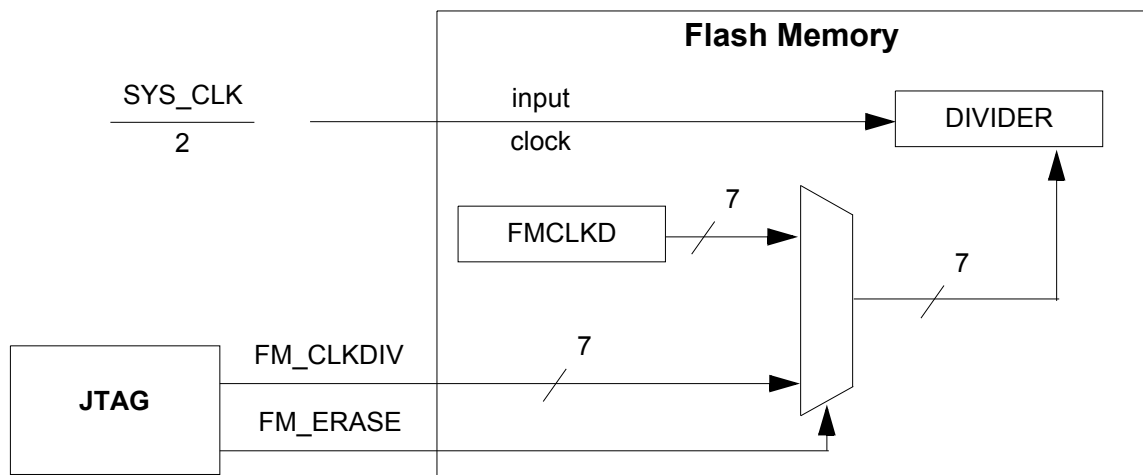 Flash Memory
SYS_CLK
2
input
clock
DIVIDER
7
FMCLKD
7
7
FM_CLKDIV
JTAG
FM_ERASE